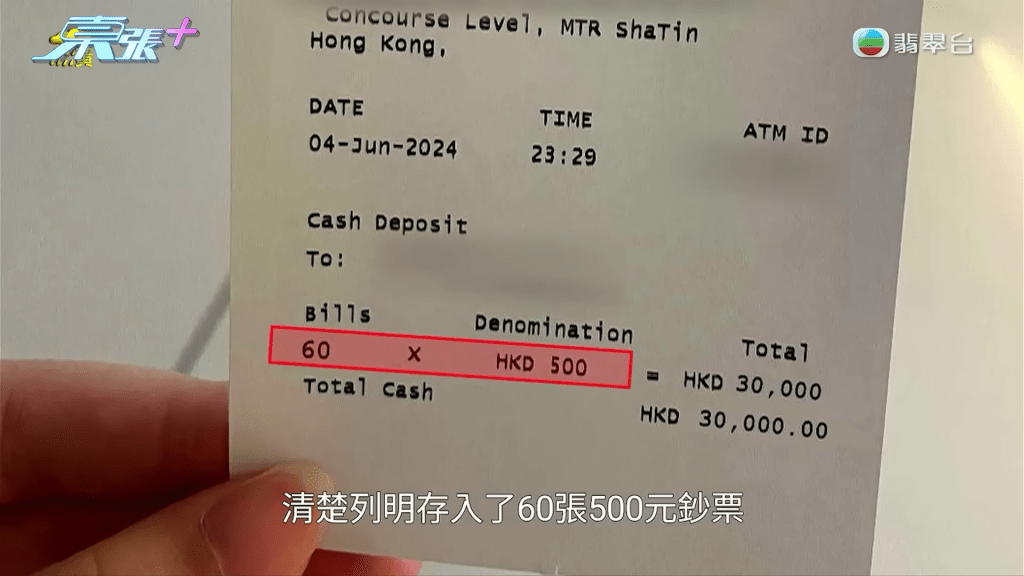 東張+
點滴
翡翠台
Concourse Level, MTR ShaTin
Hong Kong,
DATE TIME ATM ID
04-Jun-2024 23:29
Cash Deposit
To:
Bills Denomination Total
60 x HKD 500 = HKD 30,000
Total Cash HKD 30,000.00
清楚列明存入了60張500元鈔票